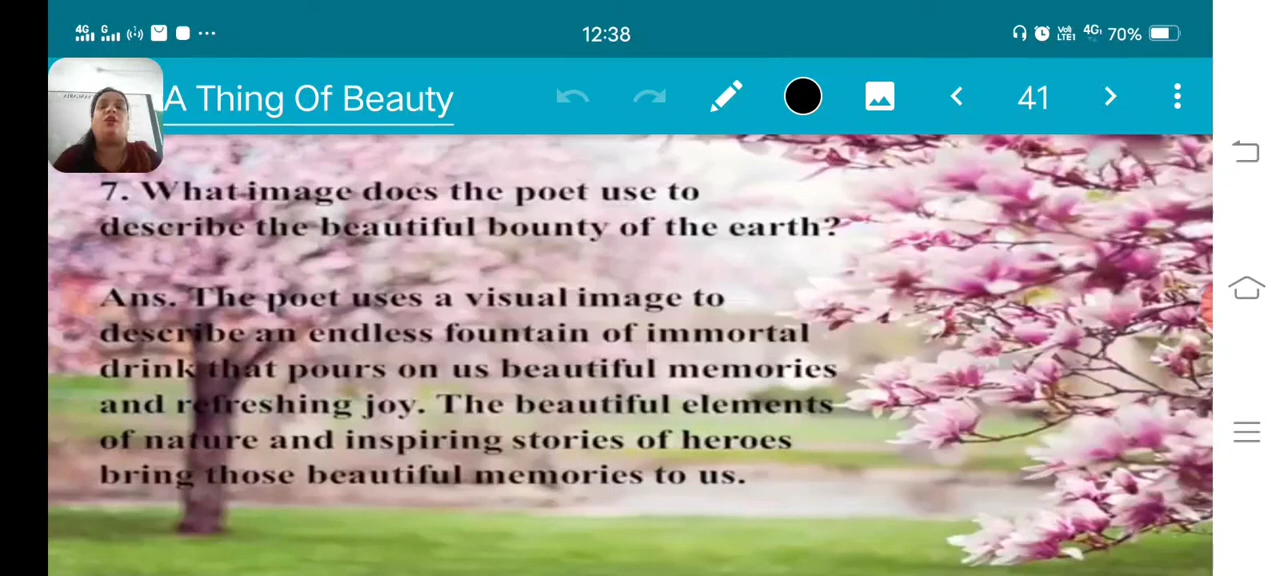 4G G 12:38 4G 70%
A Thing Of Beauty 41
7. What image does the poet use to
describe the beautiful bounty of the earth?
Ans. The poet uses a visual image to
describe an endless fountain of immortal
drink that pours on us beautiful memories
and refreshing joy. The beautiful elements
of nature and inspiring stories of heroes
bring those beautiful memories to us.